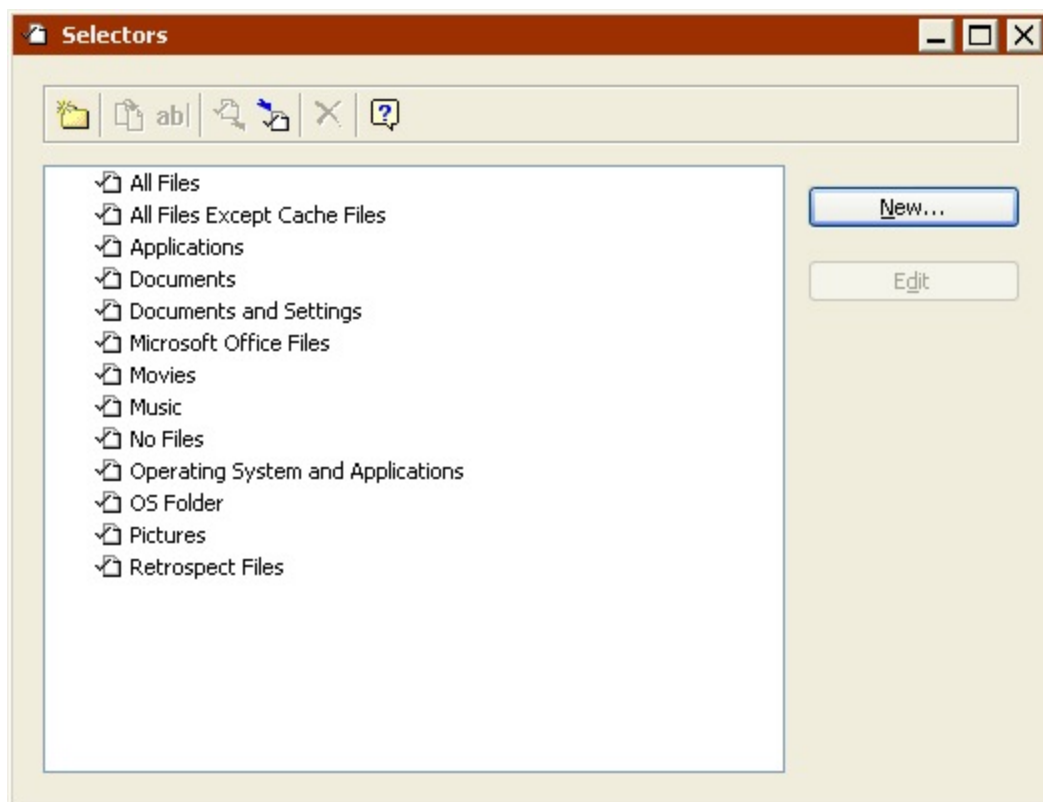 Selectors
abl
All Files
All Files Except Cache Files
Applications
Documents
Documents and Settings
Microsoft Office Files
Movies
Music
No Files
Operating System and Applications
OS Folder
Pictures
Retrospect Files
New...
Edit